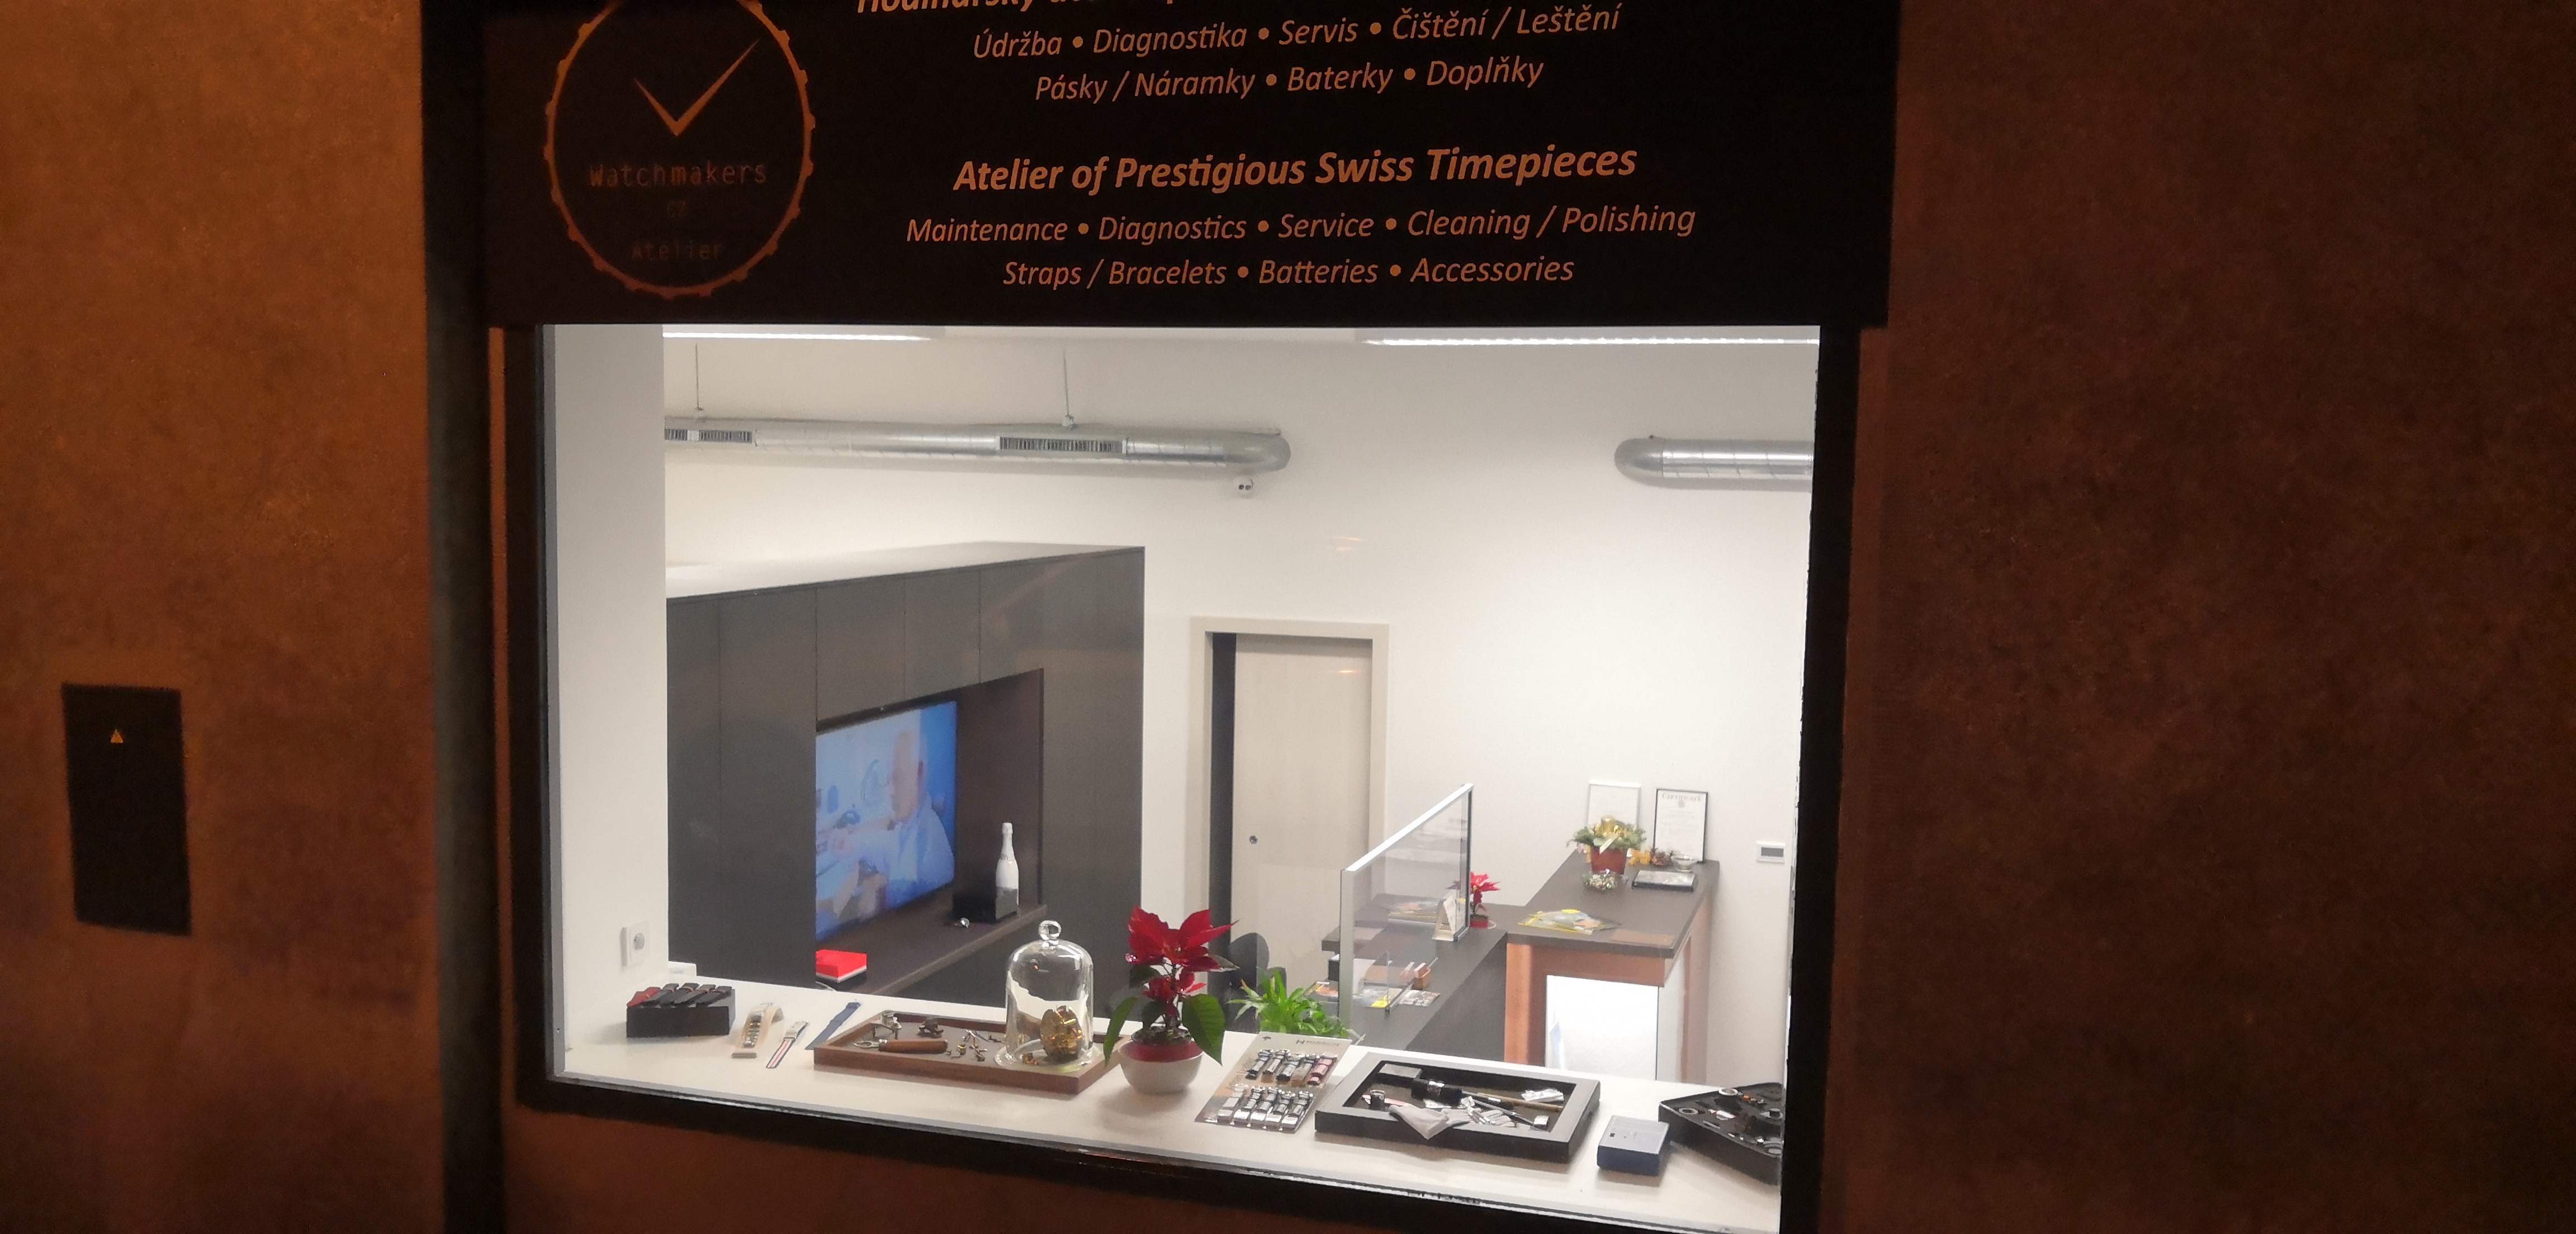 Údržba • Diagnostika • Servis • Čištění / Leštění
Pásky / Náramky • Baterky • Doplňky
Watchmakers
CZ
Atelier
Atelier of Prestigious Swiss Timepieces
Maintenance • Diagnostics • Service • Cleaning / Polishing
Straps / Bracelets • Batteries • Accessories
CERTIFICATE